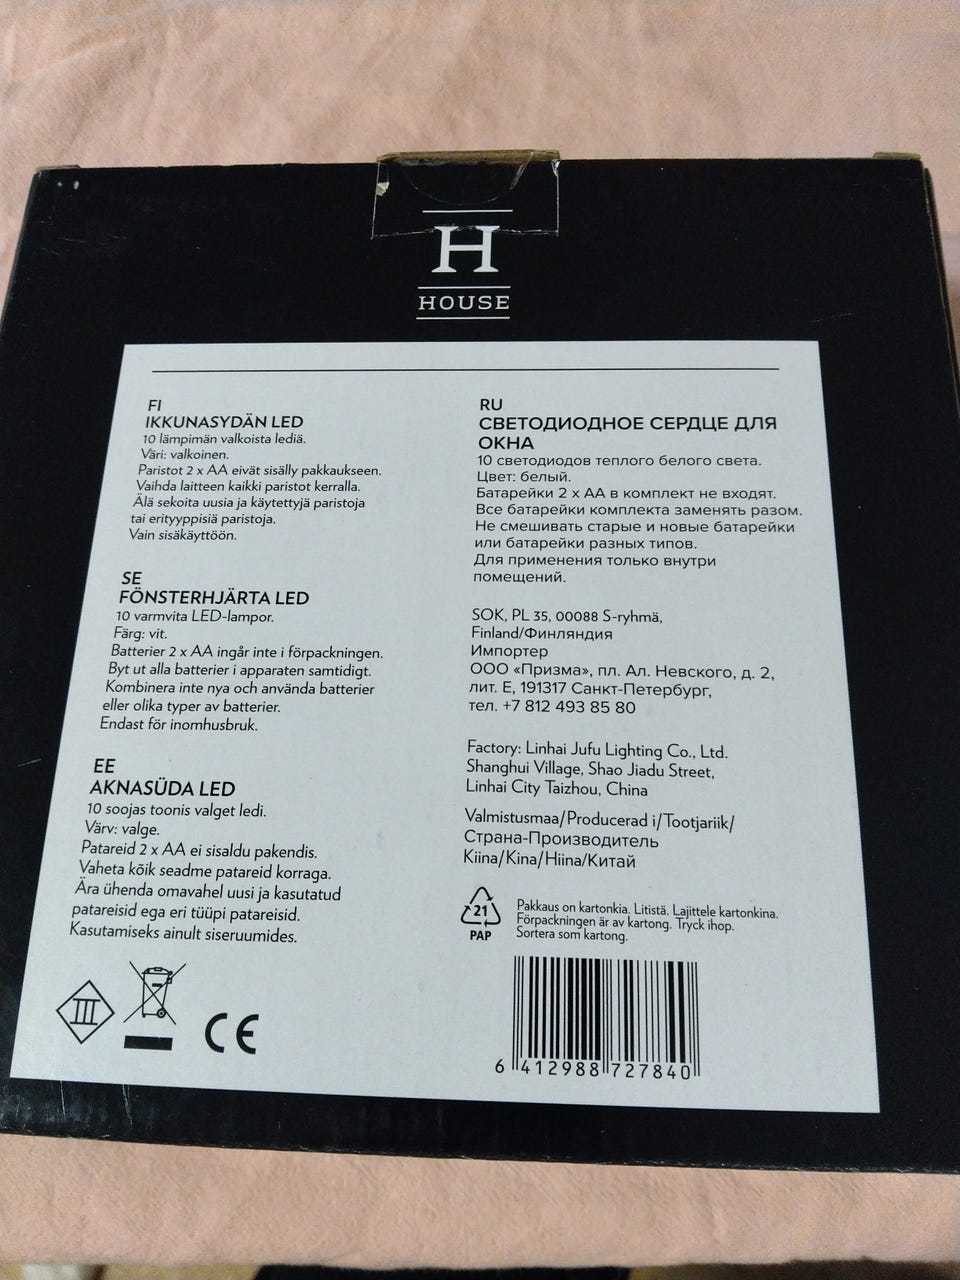 H
HOUSE
FI
IKKUNASYDÄN LED
10 lämpimän valkoista lediä.
Väri: valkoinen.
Paristot 2 x AA eivät sisälly pakkaukseen.
Vaihda laitteen kaikki paristot kerralla.
Älä sekoita uusia ja käytettyjä paristoja
tai erityyppisiä paristoja.
Vain sisäkäyttöön.
SE
FÖNSTERHJÄRTA LED
10 varmvita LED-lampor.
Färg: vit.
Batterier 2 x AA ingår inte i förpackningen.
Byt ut alla batterier i apparaten samtidigt.
Kombinera inte nya och använda batterier
eller olika typer av batterier.
Endast för inomhusbruk.
EE
AKNASÜDA LED
10 soojas toonis valget ledi.
Värv: valge.
Patareid 2 x AA ei sisaldu pakendis.
Vaheta kõik seadme patareid korraga.
Ära ühenda omavahel uusi ja kasutatud
patareisid ega eri tüüpi patareisid.
Kasutamiseks ainult siseruumides.
III
CE
RU
СВЕТОДИОДНОЕ СЕРДЦЕ ДЛЯ
ОКНА
10 светодиодов теплого белого света.
Цвет: белый.
Батарейки 2 x AA в комплект не входят.
Все батарейки комплекта заменять разом.
Не смешивать старые и новые батарейки
или батарейки разных типов.
Для применения только внутри
помещений.
SOK, PL 35, 00088 S-ryhmä,
Finland/Финляндия
Импортер
ООО «Призма», пл. Ал. Невского, д. 2,
лит. Е, 191317 Санкт-Петербург,
тел. +7 812 493 85 80
Factory: Linhai Jufu Lighting Co., Ltd.
Shanghui Village, Shao Jiadu Street,
Linhai City Taizhou, China
Valmistusmaa/Producerad i/Tootjariik/
Страна-Производитель
Kiina/Kina/Hiina/Китай
21
PAP
Pakkaus on kartonkia. Litistä. Lajittele kartonkina.
Förpackningen är av kartong. Tryck ihop.
Sortera som kartong.
6 412988 727840